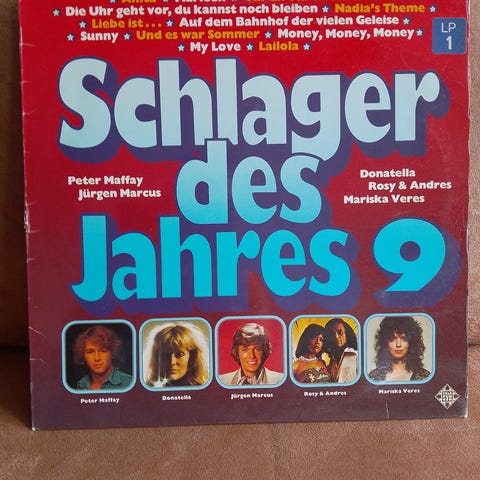 ★ Die Uhr geht vor, du kannst noch bleiben ★ Nadia's Theme ★
★ Liebe ist... ★ Auf dem Bahnhof der vielen Geleise ★
★ Sunny ★ Und es war Sommer ★ Money, Money, Money ★
★ My Love ★ Lailola ★
LP
1
Schlager
des
Jahres 9
Peter Maffay
Jürgen Marcus
Donatella
Rosy & Andres
Mariska Veres
Peter Maffay
Donatella
Jürgen Marcus
Rosy & Andres
Mariska Veres